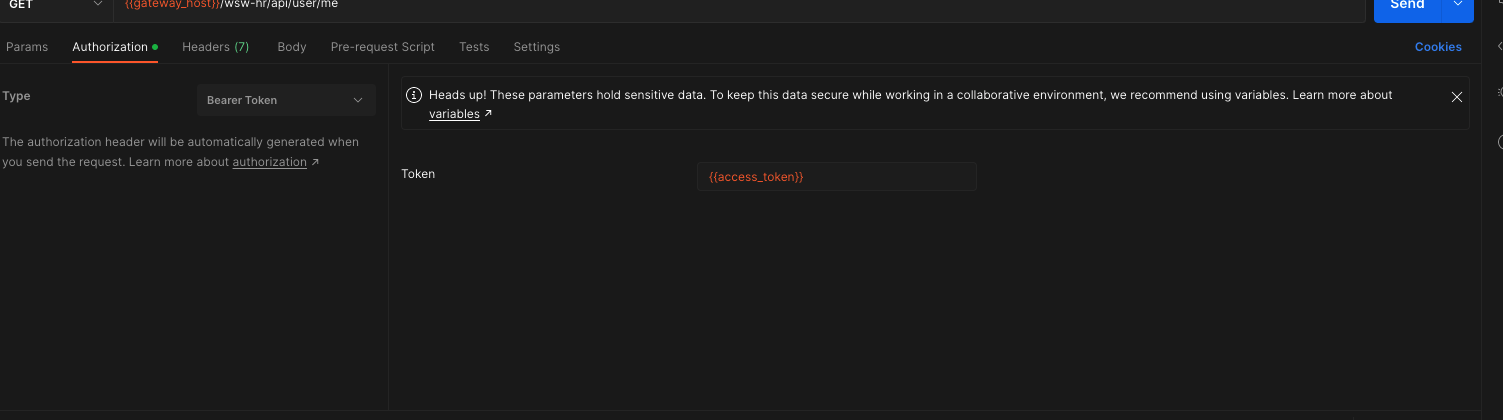 GET
{{gateway_host}}/wsw-hr/api/user/me
Send
Params
Authorization
Headers (7)
Body
Pre-request Script
Tests
Settings
Cookies
Type
Bearer Token
The authorization header will be automatically generated when
you send the request. Learn more about authorization ↗
Heads up! These parameters hold sensitive data. To keep this data secure while working in a collaborative environment, we recommend using variables. Learn more about
variables ↗
Token
{{access_token}}